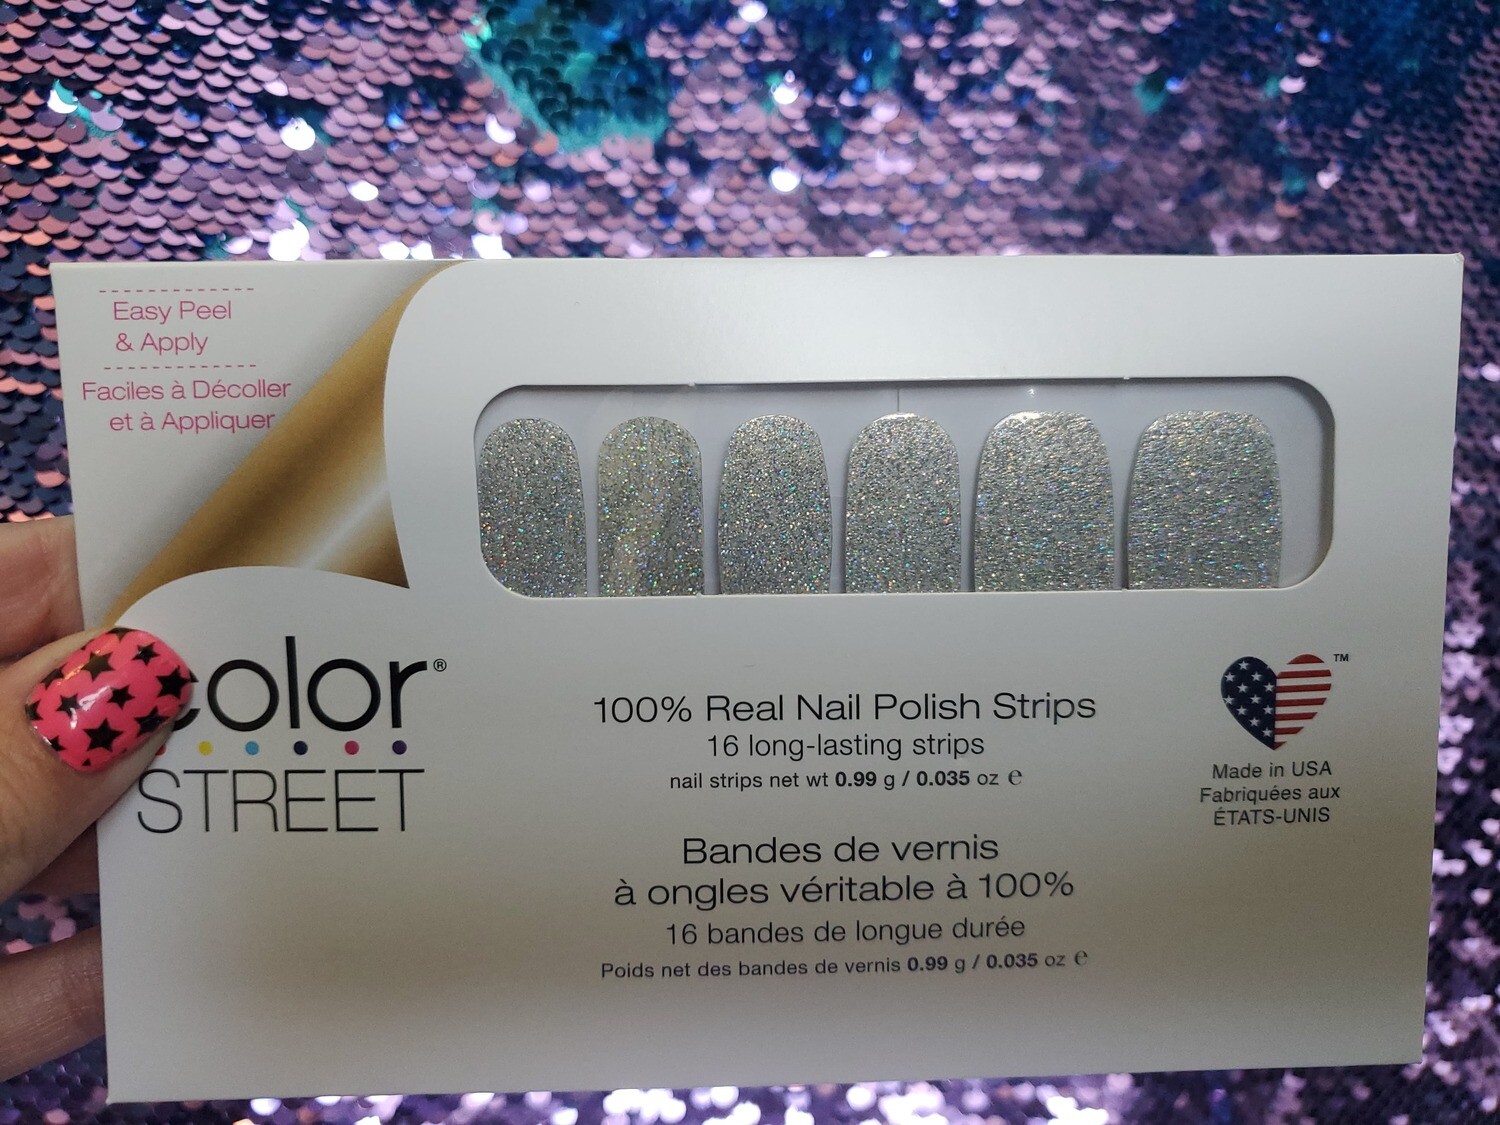 Easy Peel
& Apply
Faciles à Décoller
et à Appliquer
color®
STREET
100% Real Nail Polish Strips
16 long-lasting strips
nail strips net wt 0.99 g / 0.035 oz ℮
Bandes de vernis
à ongles véritable à 100%
16 bandes de longue durée
Poids net des bandes de vernis 0.99 g / 0.035 oz ℮
TM
Made in USA
Fabriquées aux
ÉTATS-UNIS